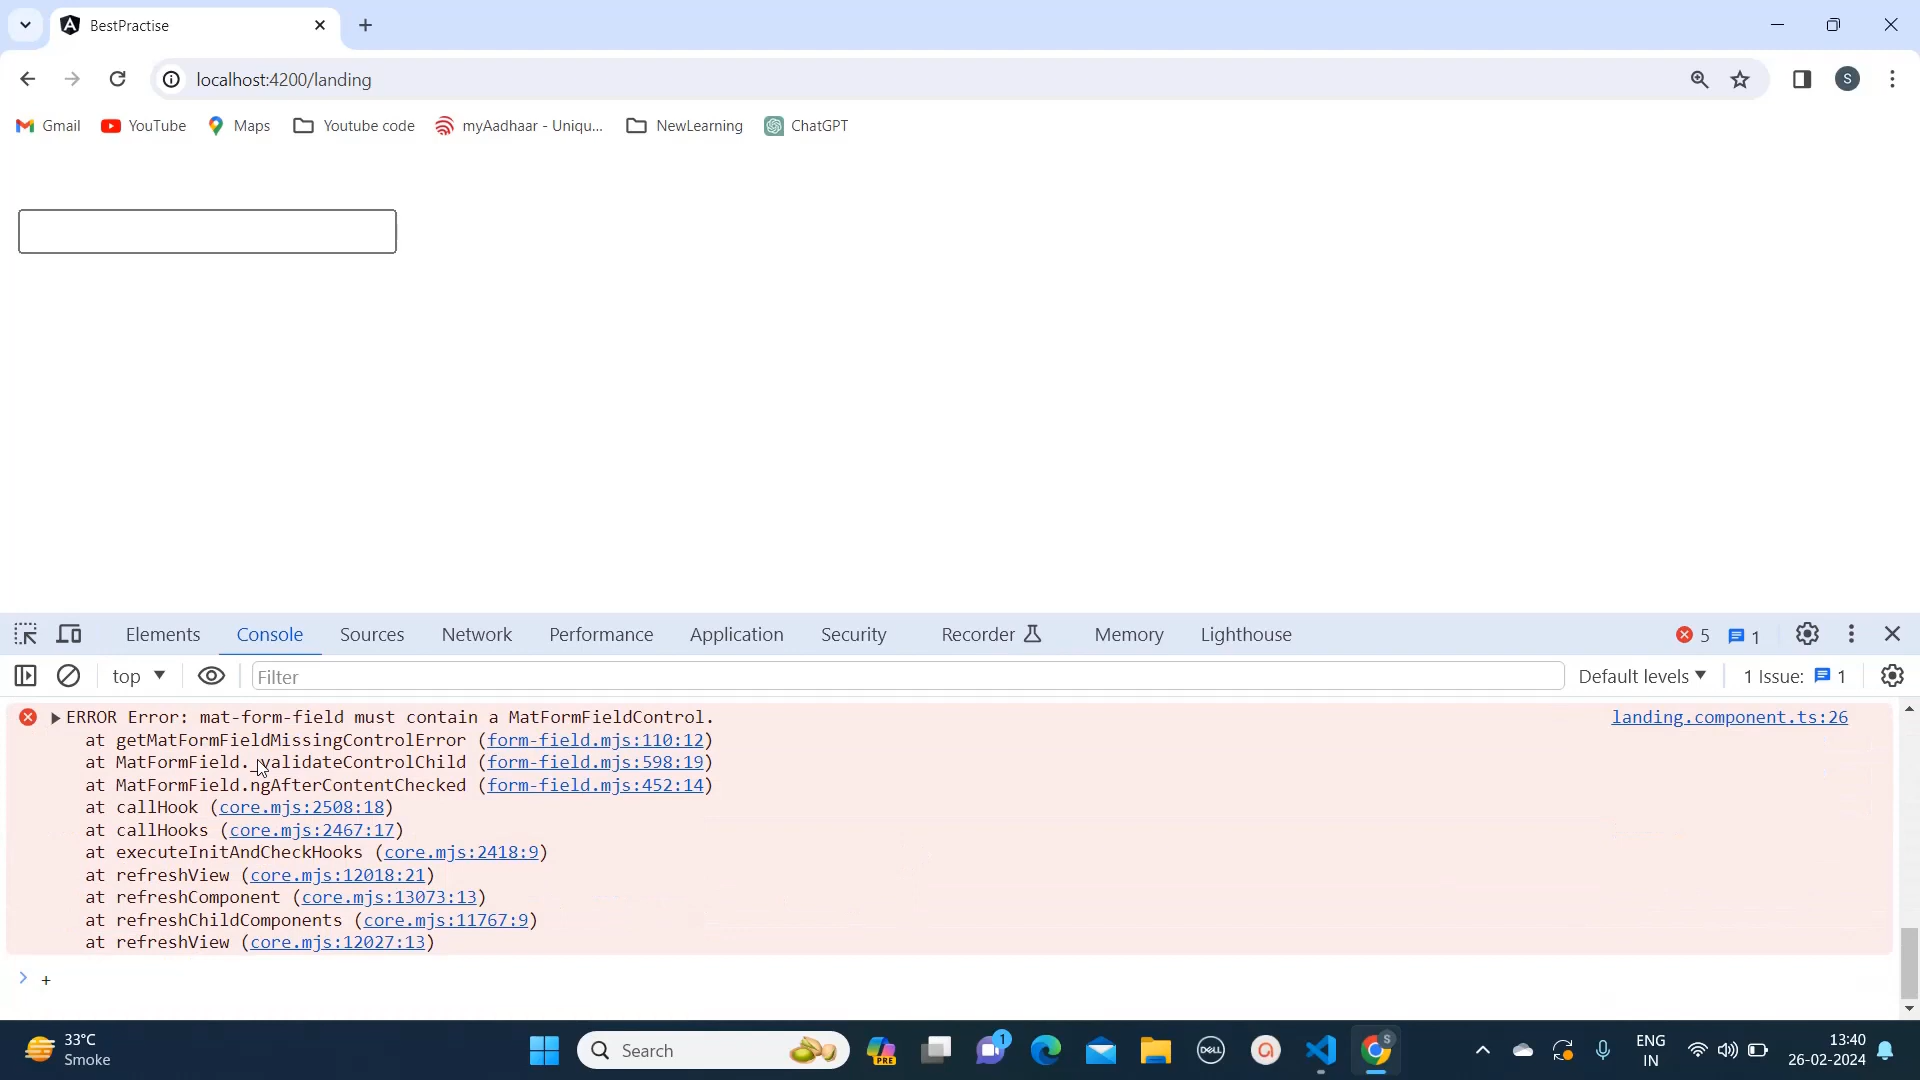 BestPractise
localhost:4200/landing
S
Gmail YouTube Maps Youtube code myAadhaar - Uniqu... NewLearning ChatGPT
Elements Console Sources Network Performance Application Security Recorder Memory Lighthouse 5 1
top Filter Default levels 1 Issue: 1
ERROR Error: mat-form-field must contain a MatFormFieldControl. landing.component.ts:26
at getMatFormFieldMissingControlError (form-field.mjs:110:12)
at MatFormField._validateControlChild (form-field.mjs:598:19)
at MatFormField.ngAfterContentChecked (form-field.mjs:452:14)
at callHook (core.mjs:2508:18)
at callHooks (core.mjs:2467:17)
at executeInitAndCheckHooks (core.mjs:2418:9)
at refreshView (core.mjs:12018:21)
at refreshComponent (core.mjs:13073:13)
at refreshChildComponents (core.mjs:11767:9)
at refreshView (core.mjs:12027:13)
> +
33°C
Smoke
Search
PRE
1
DELL
S
ENG
IN
13:40
26-02-2024